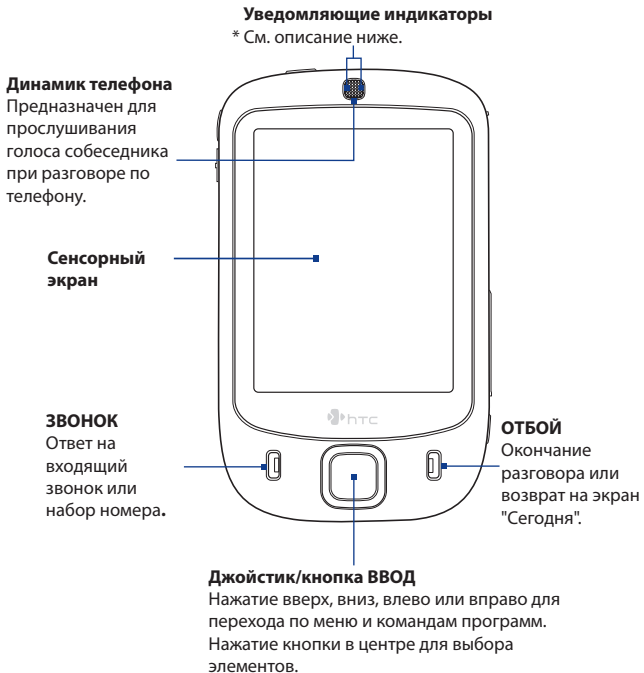 Уведомляющие индикаторы
* См. описание ниже.
Динамик телефона
Предназначен для
прослушивания
голоса собеседника
при разговоре по
телефону.
Сенсорный
экран
hTC
ЗВОНОК
Ответ на
входящий
звонок или
набор номера.
ОТБОЙ
Окончание
разговора или
возврат на экран
"Сегодня".
Джойстик/кнопка ВВОД
Нажатие вверх, вниз, влево или вправо для
перехода по меню и командам программ.
Нажатие кнопки в центре для выбора
элементов.